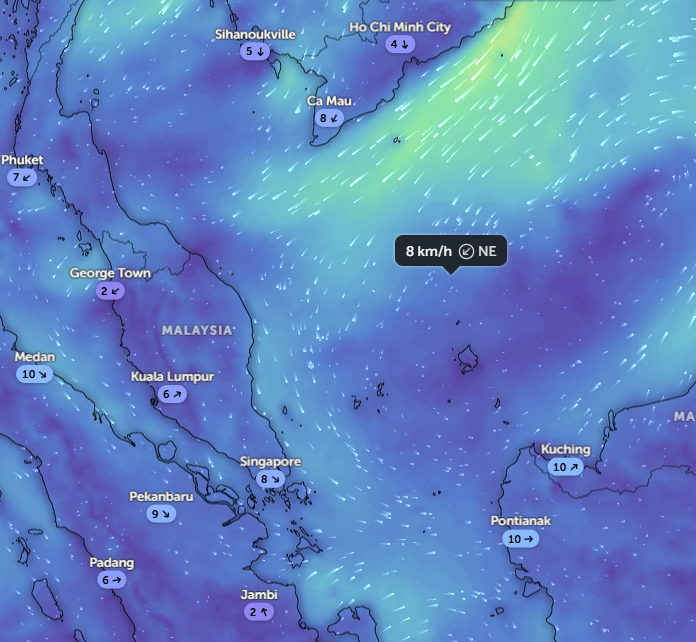 Sihanoukville
5 ↓
Ho Chi Minh City
4 ↓
Ca Mau
8 ↙
Phuket
7 ↙
8 km/h NE
George Town
2 ↙
MALAYSIA
Medan
10 ↘
Kuala Lumpur
6 ↗
MA
Kuching
10 ↗
Singapore
8 ↘
Pekanbaru
9 ↘
Pontianak
10 →
Padang
6 →
Jambi
2 ↖